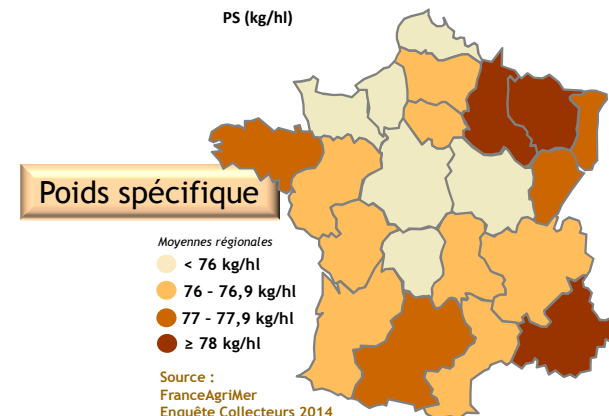 PS (kg/hl)
Poids spécifique
Moyennes régionales
< 76 kg/hl
76 - 76,9 kg/hl
77 - 77,9 kg/hl
≥ 78 kg/hl
Source :
FranceAgriMer
Enquête Collecteurs 2014